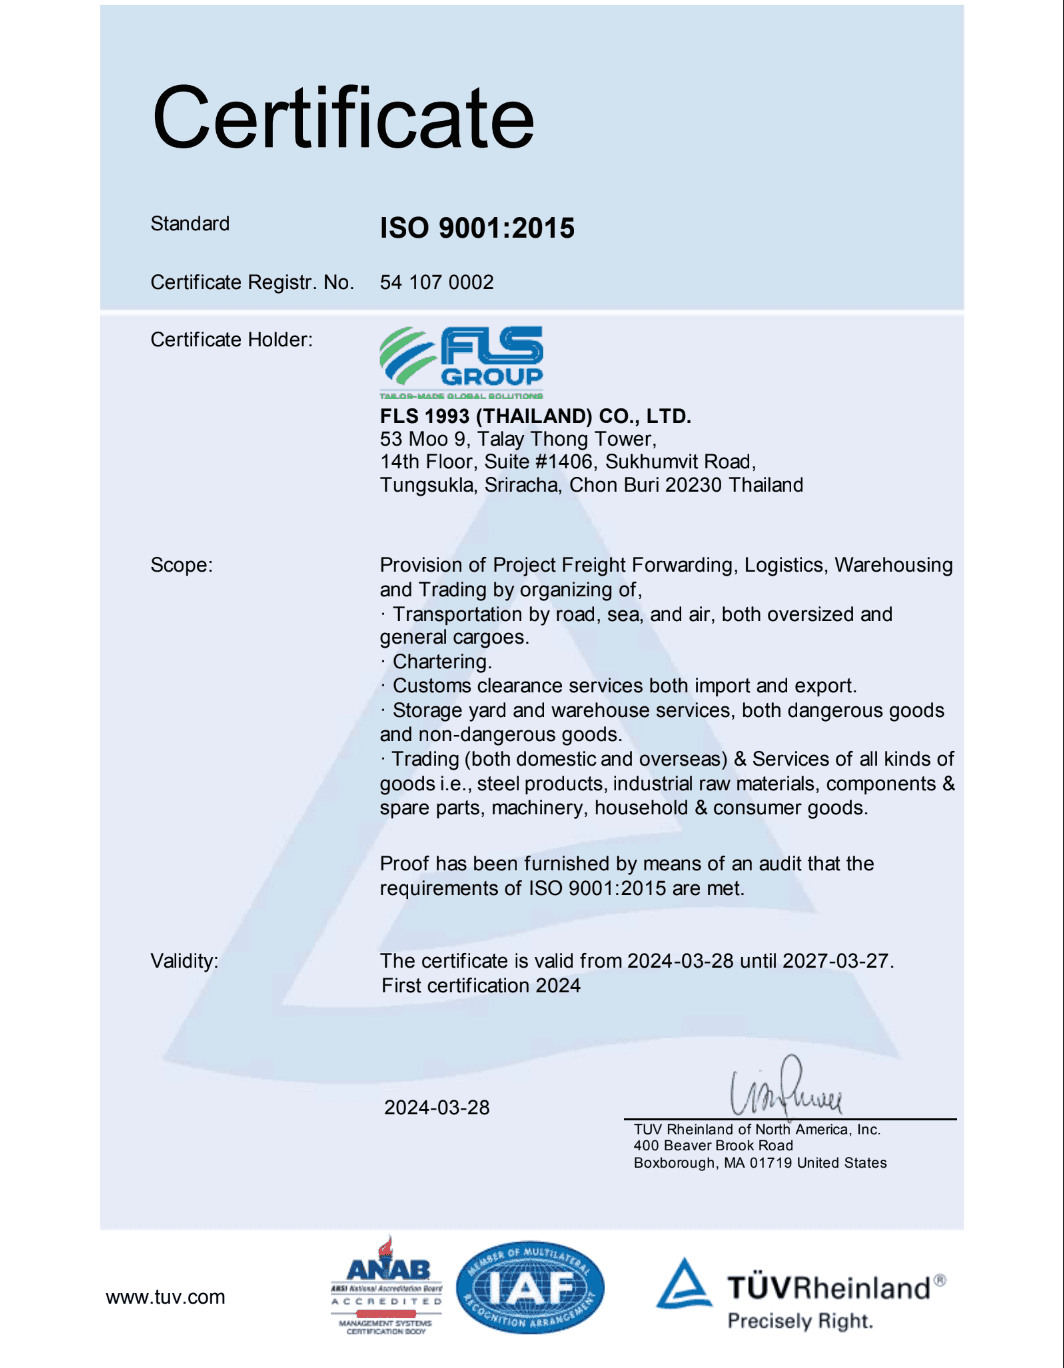 Certificate
Standard
ISO 9001:2015
Certificate Registr. No.
54 107 0002
Certificate Holder:
FLS
GROUP
TAILOR-MADE GLOBAL SOLUTIONS
FLS 1993 (THAILAND) CO., LTD.
53 Moo 9, Talay Thong Tower,
14th Floor, Suite #1406, Sukhumvit Road,
Tungsukla, Sriracha, Chon Buri 20230 Thailand
Scope:
Provision of Project Freight Forwarding, Logistics, Warehousing
and Trading by organizing of,
· Transportation by road, sea, and air, both oversized and
general cargoes.
· Chartering.
· Customs clearance services both import and export.
· Storage yard and warehouse services, both dangerous goods
and non-dangerous goods.
· Trading (both domestic and overseas) & Services of all kinds of
goods i.e., steel products, industrial raw materials, components &
spare parts, machinery, household & consumer goods.
Proof has been furnished by means of an audit that the
requirements of ISO 9001:2015 are met.
Validity:
The certificate is valid from 2024-03-28 until 2027-03-27.
First certification 2024
2024-03-28
TUV Rheinland of North America, Inc.
400 Beaver Brook Road
Boxborough, MA 01719 United States
www.tuv.com
ANAB
ANSI National Accreditation Board
ACCREDITED
MANAGEMENT SYSTEMS
CERTIFICATION BODY
MEMBER OF MULTILATERAL
IAF
RECOGNITION ARRANGEMENT
TÜVRheinland®
Precisely Right.